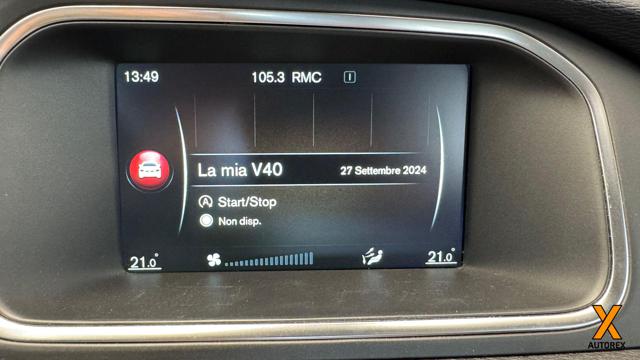 13:49
105.3 RMC
I
La mia V40
27 Settembre 2024
A Start/Stop
Non disp.
21.0°
21.0°
X
AUTOREX